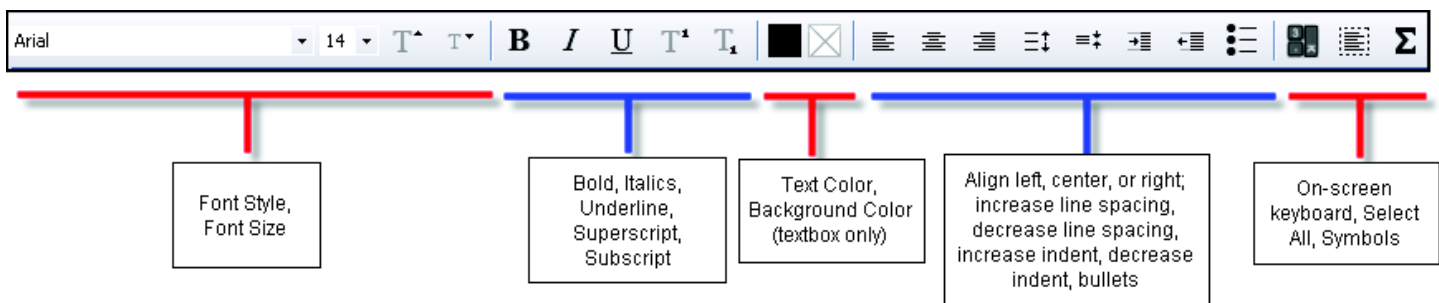 Arial 14 T T B I U T¹ T₁ Σ
Font Style,
Font Size
Bold, Italics,
Underline,
Superscript,
Subscript
Text Color,
Background Color
(textbox only)
Align left, center, or right;
increase line spacing,
decrease line spacing,
increase indent, decrease
indent, bullets
On-screen
keyboard, Select
All, Symbols